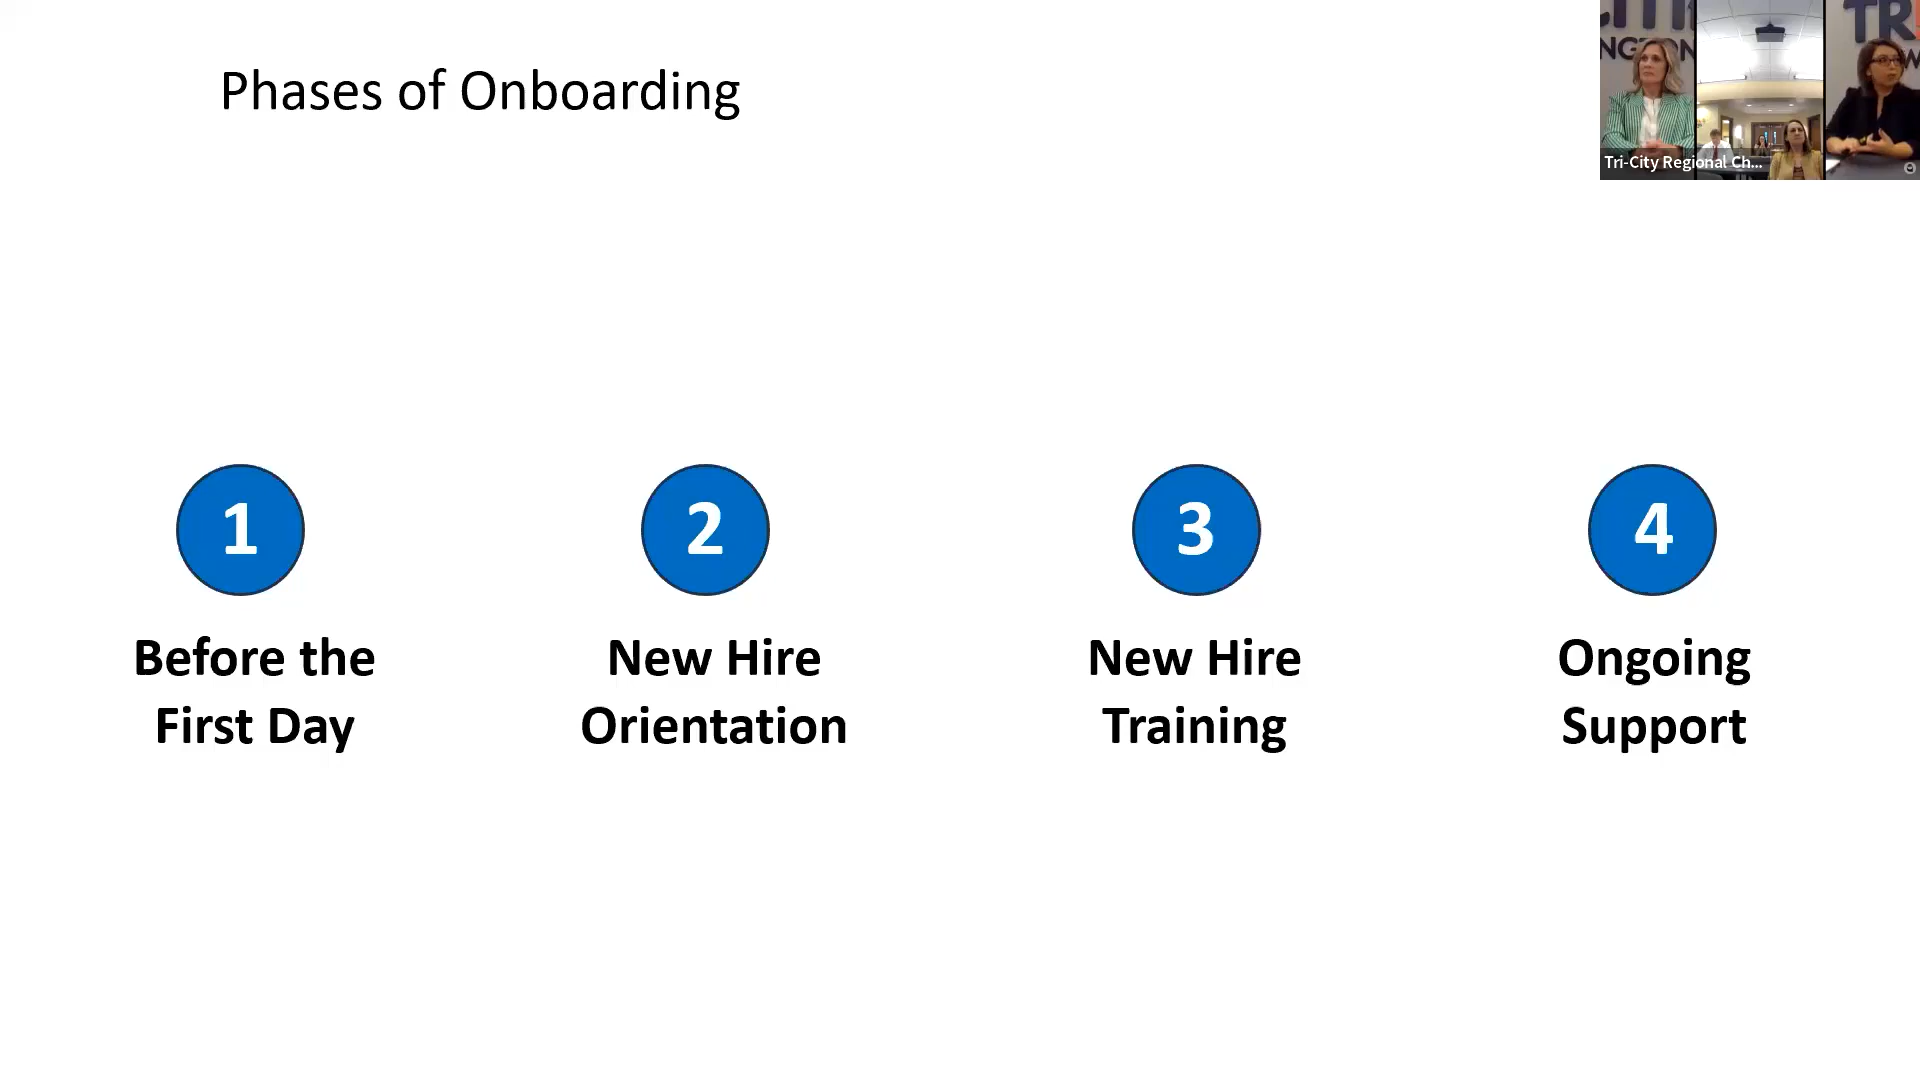 Phases of Onboarding
Tri-City Regional Ch...
1
2
3
4
Before the
First Day
New Hire
Orientation
New Hire
Training
Ongoing
Support